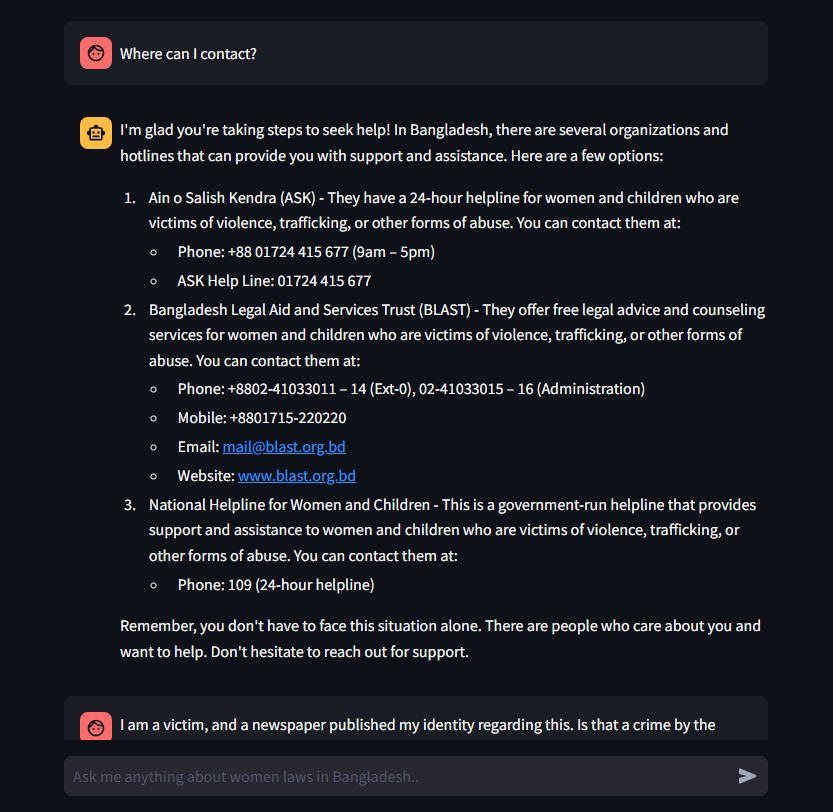 Where can I contact?
I'm glad you're taking steps to seek help! In Bangladesh, there are several organizations and
hotlines that can provide you with support and assistance. Here are a few options:
1. Ain o Salish Kendra (ASK) - They have a 24-hour helpline for women and children who are
victims of violence, trafficking, or other forms of abuse. You can contact them at:
Phone: +88 01724 415 677 (9am – 5pm)
ASK Help Line: 01724 415 677
2. Bangladesh Legal Aid and Services Trust (BLAST) - They offer free legal advice and counseling
services for women and children who are victims of violence, trafficking, or other forms of
abuse. You can contact them at:
Phone: +8802-41033011 – 14 (Ext-0), 02-41033015 – 16 (Administration)
Mobile: +8801715-220220
Email: mail@blast.org.bd
Website: www.blast.org.bd
3. National Helpline for Women and Children - This is a government-run helpline that provides
support and assistance to women and children who are victims of violence, trafficking, or
other forms of abuse. You can contact them at:
Phone: 109 (24-hour helpline)
Remember, you don't have to face this situation alone. There are people who care about you and
want to help. Don't hesitate to reach out for support.
I am a victim, and a newspaper published my identity regarding this. Is that a crime by the
Ask me anything about women laws in Bangladesh..